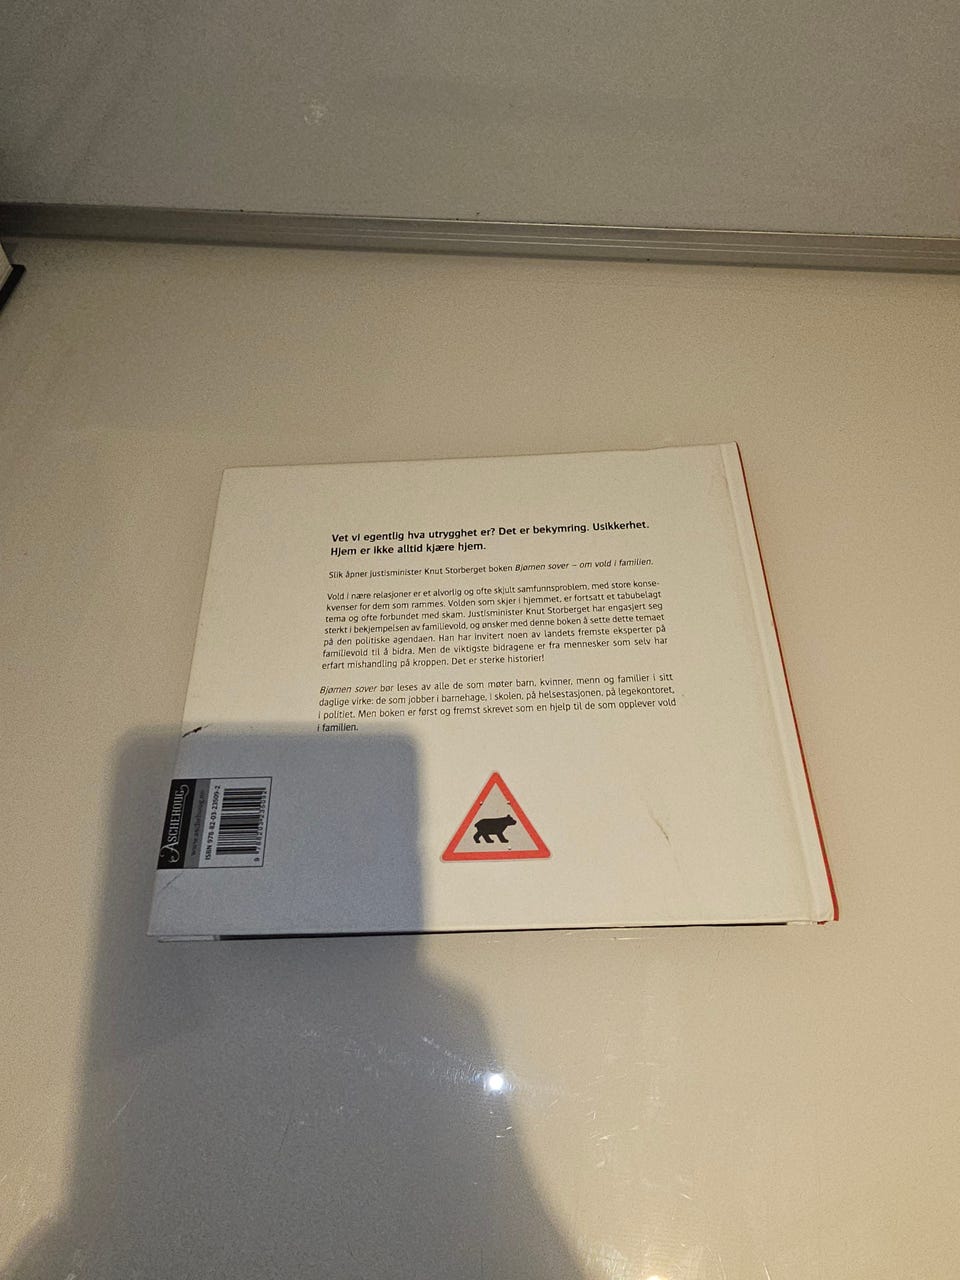 Vet vi egentlig hva utrygghet er? Det er bekymring. Usikkerhet.
Hjem er ikke alltid kjære hjem.
Slik åpner justisminister Knut Storberget boken Bjørnen sover – om vold i familien.
Vold i nære relasjoner er et alvorlig og ofte skjult samfunnsproblem, med store konse-
kvenser for dem som rammes. Volden som skjer i hjemmet, er fortsatt et tabubelagt
tema og ofte forbundet med skam. Justisminister Knut Storberget har engasjert seg
sterkt i bekjempelsen av familievold, og ønsker med denne boken å sette dette temaet
på den politiske agendaen. Han har invitert noen av landets fremste eksperter på
familievold til å bidra. Men de viktigste bidragene er fra mennesker som selv har
erfart mishandling på kroppen. Det er sterke historier!
Bjørnen sover bør leses av alle de som møter barn, kvinner, menn og familier i sitt
daglige virke: de som jobber i barnehage, i skolen, på helsestasjonen, på legekontoret,
i politiet. Men boken er først og fremst skrevet som en hjelp til de som opplever vold
i familien.
ASCHEHOUG
www.aschehoug.no
ISBN 978-82-03-23509-2
9 788203 235092